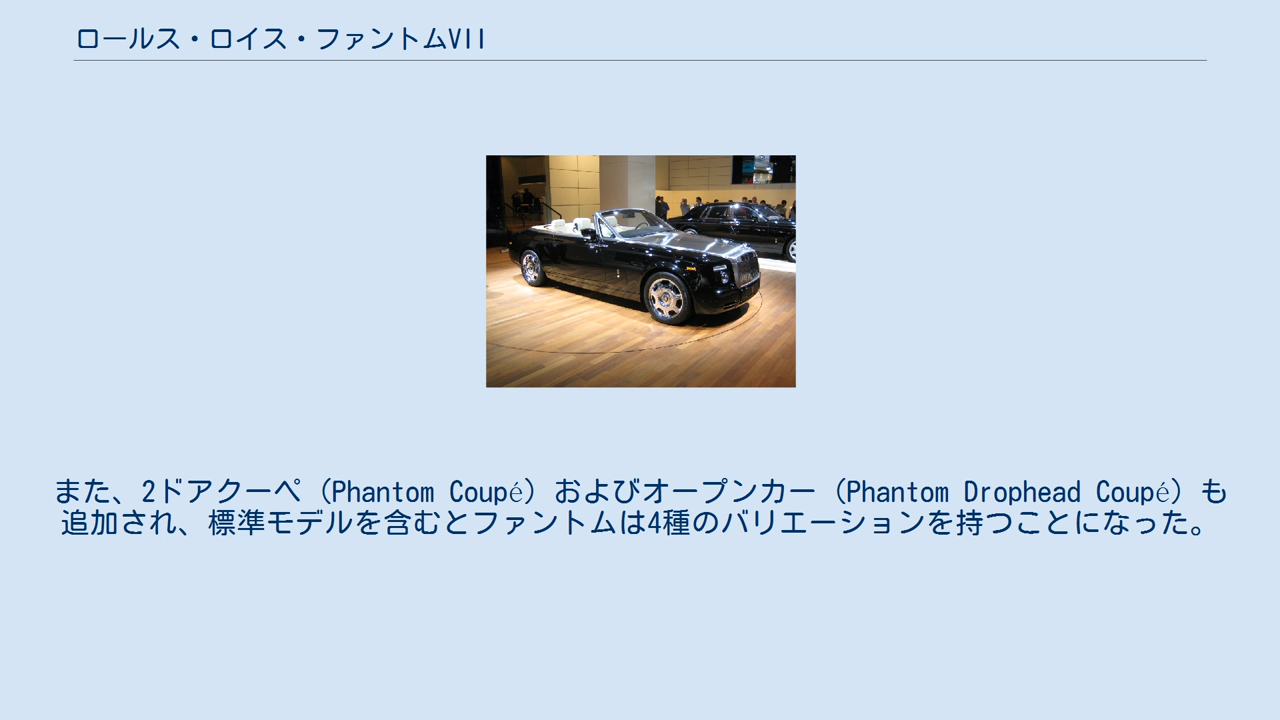 ロールス・ロイス・ファントムVII
また、2ドアクーペ（Phantom Coupé）およびオープンカー（Phantom Drophead Coupé）も
追加され、標準モデルを含むとファントムは4種のバリエーションを持つことになった。